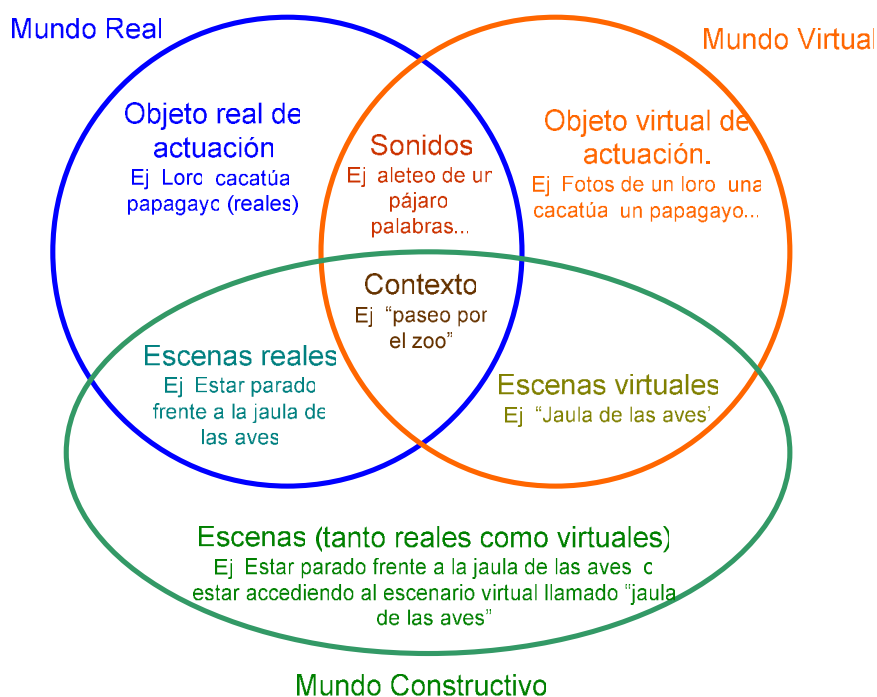 Mundo Real
Mundo Virtual
Objeto real de
actuación
Ej Loro cacatúa
papagayo (reales)
Sonidos
Ej aleteo de un
pájaro
palabras...
Objeto virtual de
actuación.
Ej Fotos de un loro una
cacatúa un papagayo...
Contexto
Ej “paseo por
el zoo”
Escenas reales
Ej Estar parado
frente a la jaula de
las aves
Escenas virtuales
Ej “Jaula de las aves’
Escenas (tanto reales como virtuales)
Ej Estar parado frente a la jaula de las aves o
estar accediendo al escenario virtual llamado “jaula
de las aves”
Mundo Constructivo